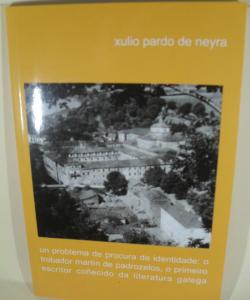 xulio pardo de neyra
un problema de procura de identidade: o
trobador martin de padrozelos, o primeiro
escritor coñecido da literatura galega